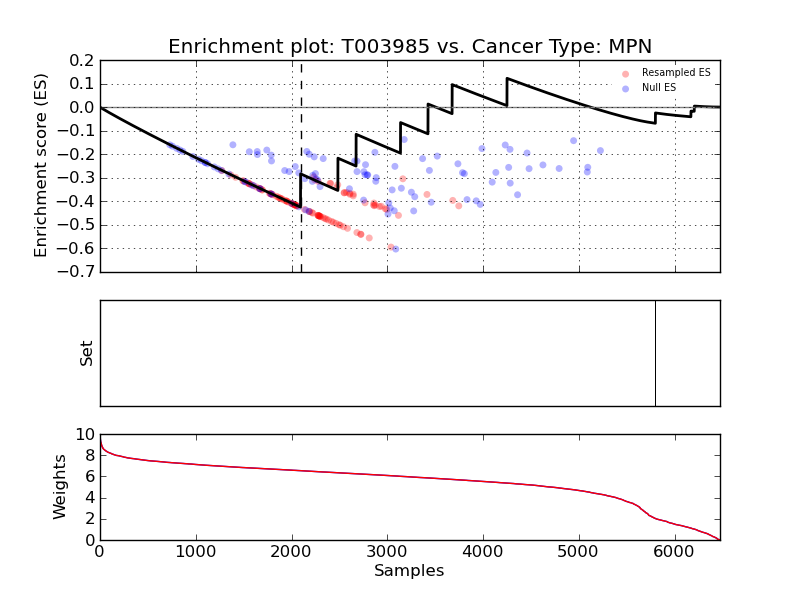 Enrichment plot: T003985 vs. Cancer Type: MPN
Enrichment score (ES)
0.2
0.1
0.0
−0.1
−0.2
−0.3
−0.4
−0.5
−0.6
−0.7
Resampled ES
Null ES
Set
Weights
10
8
6
4
2
0
0 1000 2000 3000 4000 5000 6000
Samples